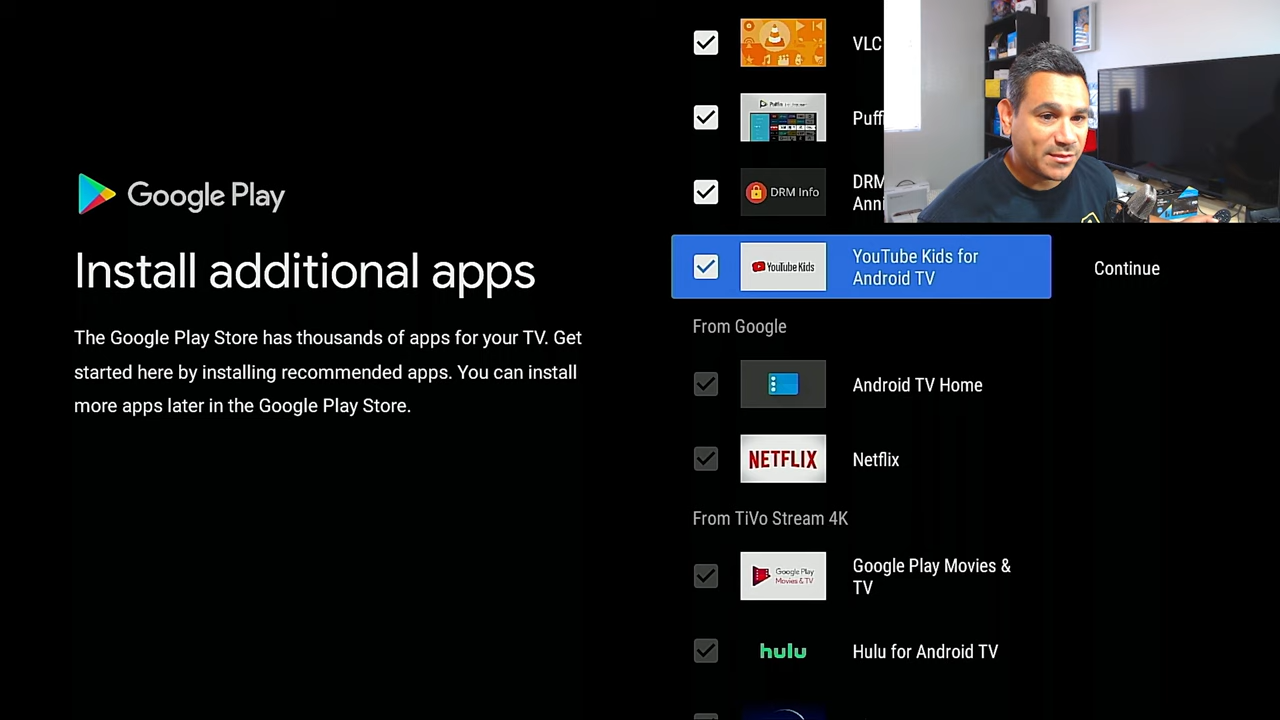 Google Play
Install additional apps
The Google Play Store has thousands of apps for your TV. Get
started here by installing recommended apps. You can install
more apps later in the Google Play Store.
VLC
Puffi
DRM Info
DRM
Anni
YouTube Kids
YouTube Kids for
Android TV
Continue
From Google
Android TV Home
NETFLIX
Netflix
From TiVo Stream 4K
Google Play
Movies & TV
Google Play Movies &
TV
hulu
Hulu for Android TV